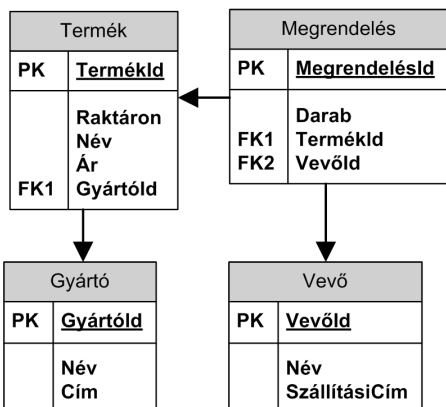 Termék
PK TermékId
Raktáron
Név
Ár
FK1 GyártóId
Megrendelés
PK MegrendelésId
Darab
FK1 TermékId
FK2 VevőId
Gyártó
PK GyártóId
Név
Cím
Vevő
PK VevőId
Név
SzállításiCím